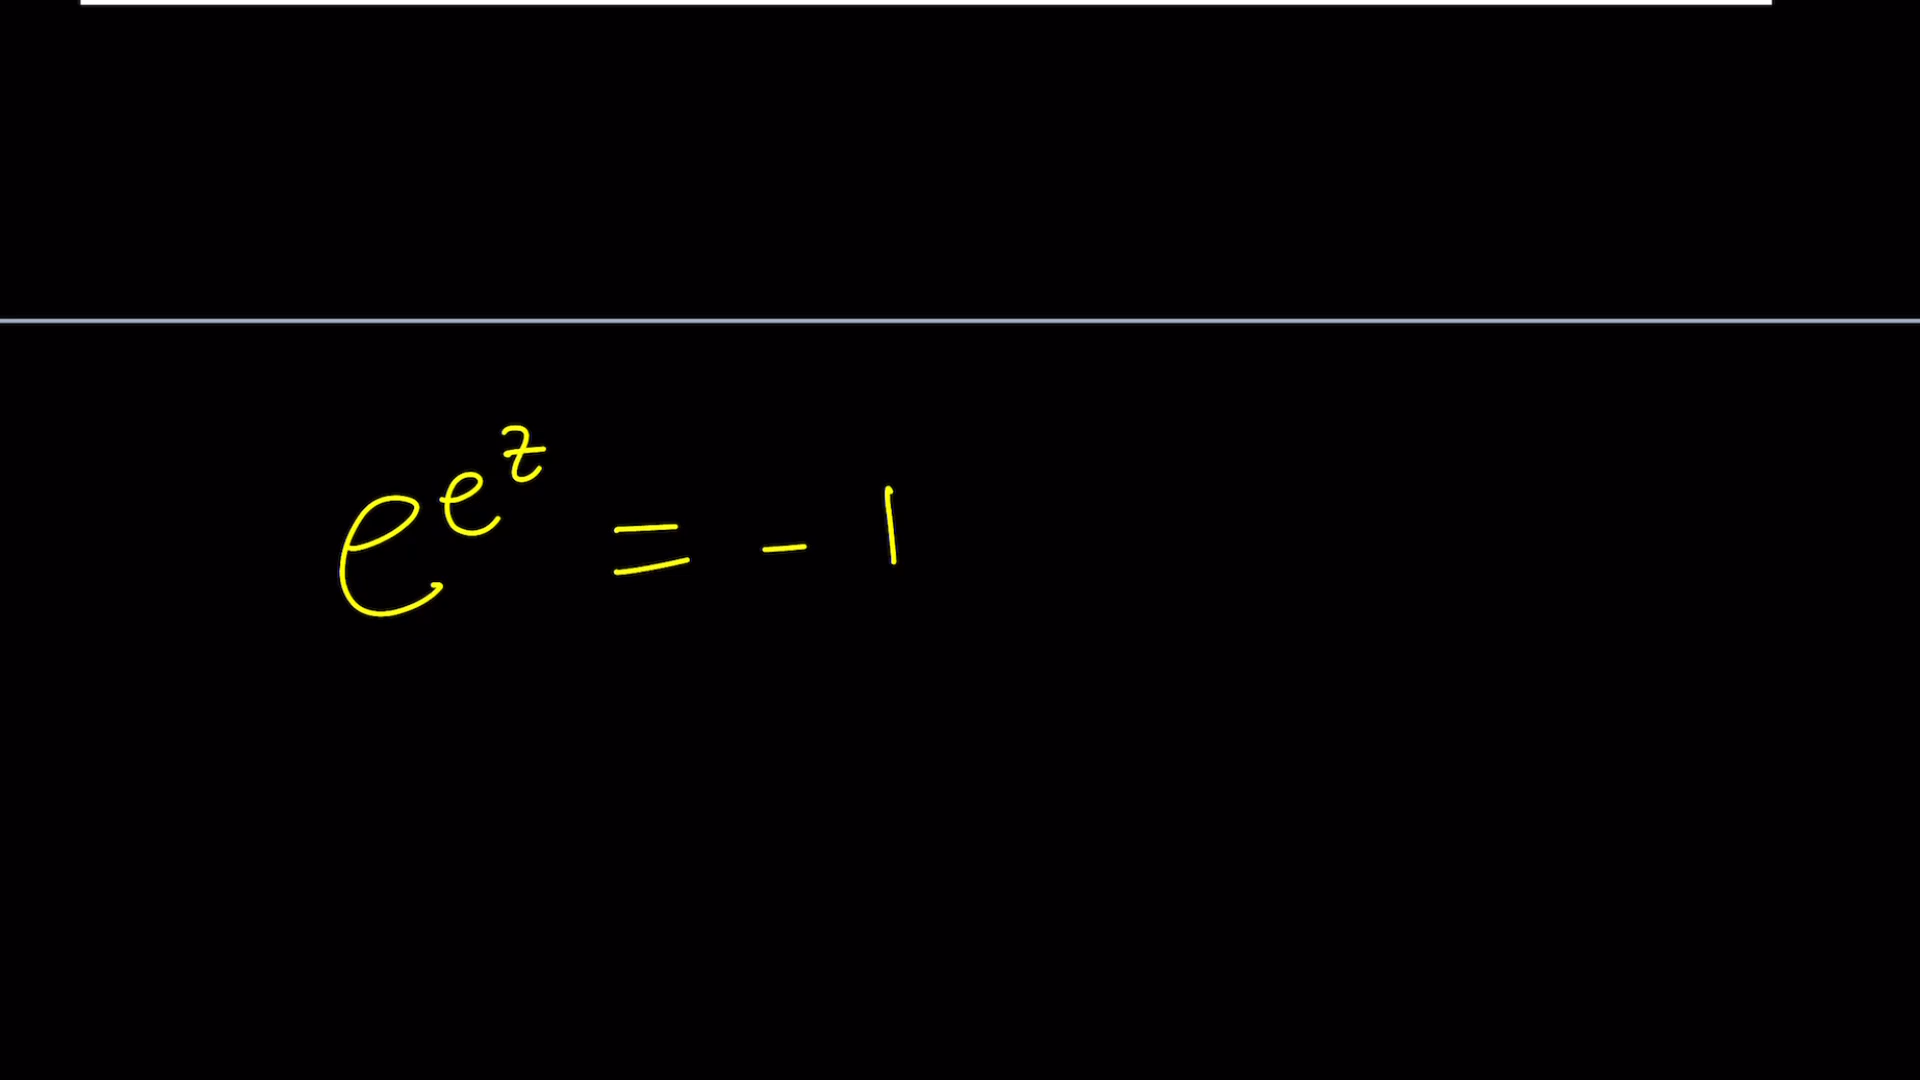 e^{e^z} = - 1